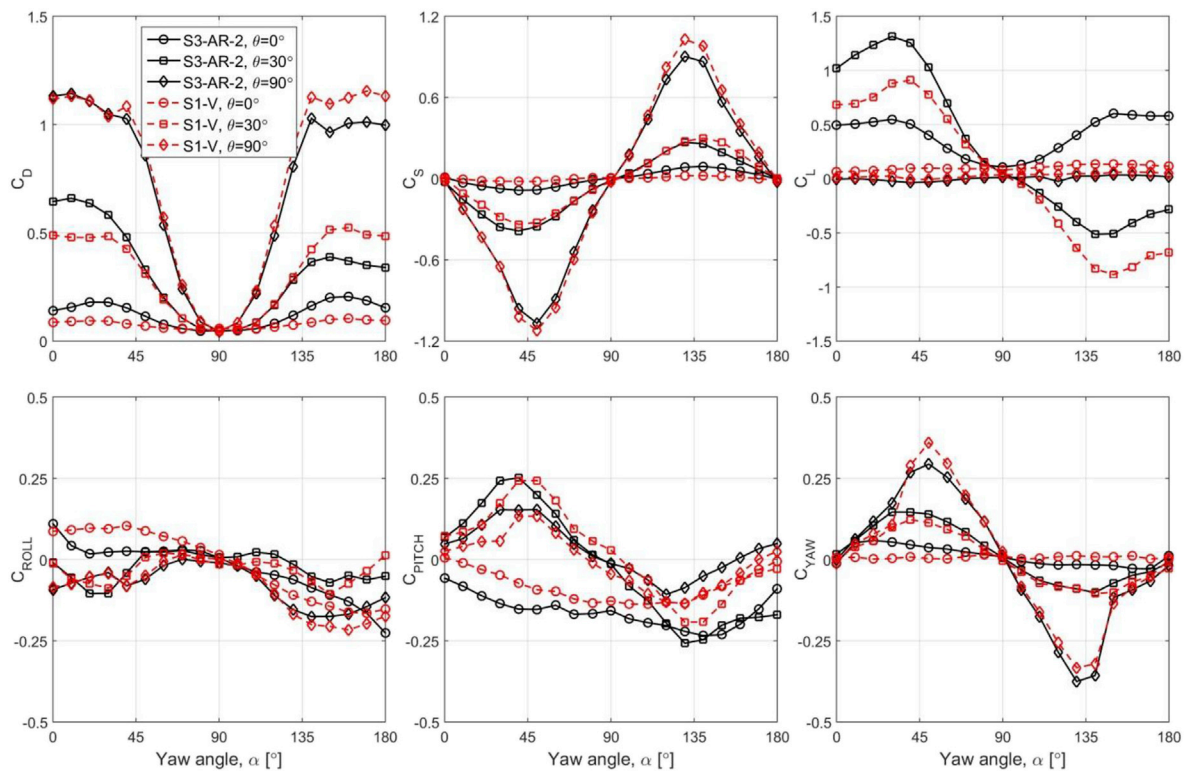 1.5
1
0.5
0
C_D
0 45 90 135 180
S3-AR-2, θ=0°
S3-AR-2, θ=30°
S3-AR-2, θ=90°
S1-V, θ=0°
S1-V, θ=30°
S1-V, θ=90°
1.2
0.6
0
-0.6
-1.2
C_S
0 45 90 135 180
1.5
1
0.5
0
-0.5
-1
-1.5
C_L
0 45 90 135 180
0.5
0.25
0
-0.25
-0.5
C_ROLL
0 45 90 135 180
Yaw angle, α [°]
0.5
0.25
0
-0.25
-0.5
C_PITCH
0 45 90 135 180
Yaw angle, α [°]
0.5
0.25
0
-0.25
-0.5
C_YAW
0 45 90 135 180
Yaw angle, α [°]